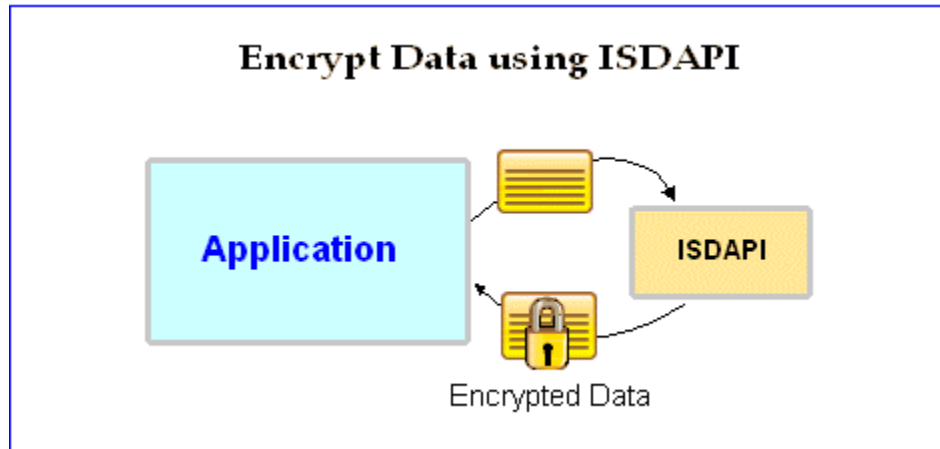 Encrypt Data using ISDAPI
Application
ISDAPI
Encrypted Data